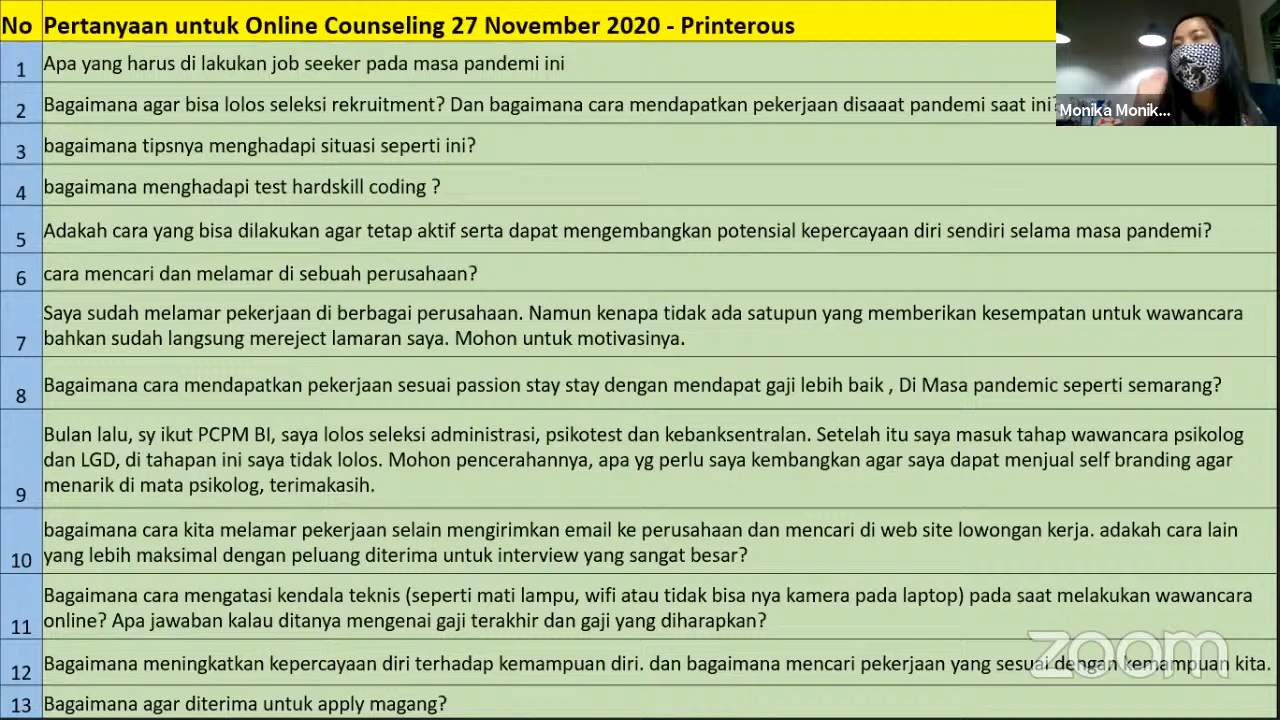 No Pertanyaan untuk Online Counseling 27 November 2020 - Printerous
1 Apa yang harus di lakukan job seeker pada masa pandemi ini
2 Bagaimana agar bisa lolos seleksi rekruitment? Dan bagaimana cara mendapatkan pekerjaan disaaat pandemi saat ini?
Monika Monik...
3 bagaimana tipsnya menghadapi situasi seperti ini?
4 bagaimana menghadapi test hardskill coding ?
5 Adakah cara yang bisa dilakukan agar tetap aktif serta dapat mengembangkan potensial kepercayaan diri sendiri selama masa pandemi?
6 cara mencari dan melamar di sebuah perusahaan?
7 Saya sudah melamar pekerjaan di berbagai perusahaan. Namun kenapa tidak ada satupun yang memberikan kesempatan untuk wawancara
bahkan sudah langsung mereject lamaran saya. Mohon untuk motivasinya.
8 Bagaimana cara mendapatkan pekerjaan sesuai passion stay stay dengan mendapat gaji lebih baik , Di Masa pandemic seperti semarang?
9 Bulan lalu, sy ikut PCPM BI, saya lolos seleksi administrasi, psikotest dan kebanksentralan. Setelah itu saya masuk tahap wawancara psikolog
dan LGD, di tahapan ini saya tidak lolos. Mohon pencerahannya, apa yg perlu saya kembangkan agar saya dapat menjual self branding agar
menarik di mata psikolog, terimakasih.
10 bagaimana cara kita melamar pekerjaan selain mengirimkan email ke perusahaan dan mencari di web site lowongan kerja. adakah cara lain
yang lebih maksimal dengan peluang diterima untuk interview yang sangat besar?
11 Bagaimana cara mengatasi kendala teknis (seperti mati lampu, wifi atau tidak bisa nya kamera pada laptop) pada saat melakukan wawancara
online? Apa jawaban kalau ditanya mengenai gaji terakhir dan gaji yang diharapkan?
12 Bagaimana meningkatkan kepercayaan diri terhadap kemampuan diri. dan bagaimana mencari pekerjaan yang sesuai dengan kemampuan kita.
zoom
13 Bagaimana agar diterima untuk apply magang?